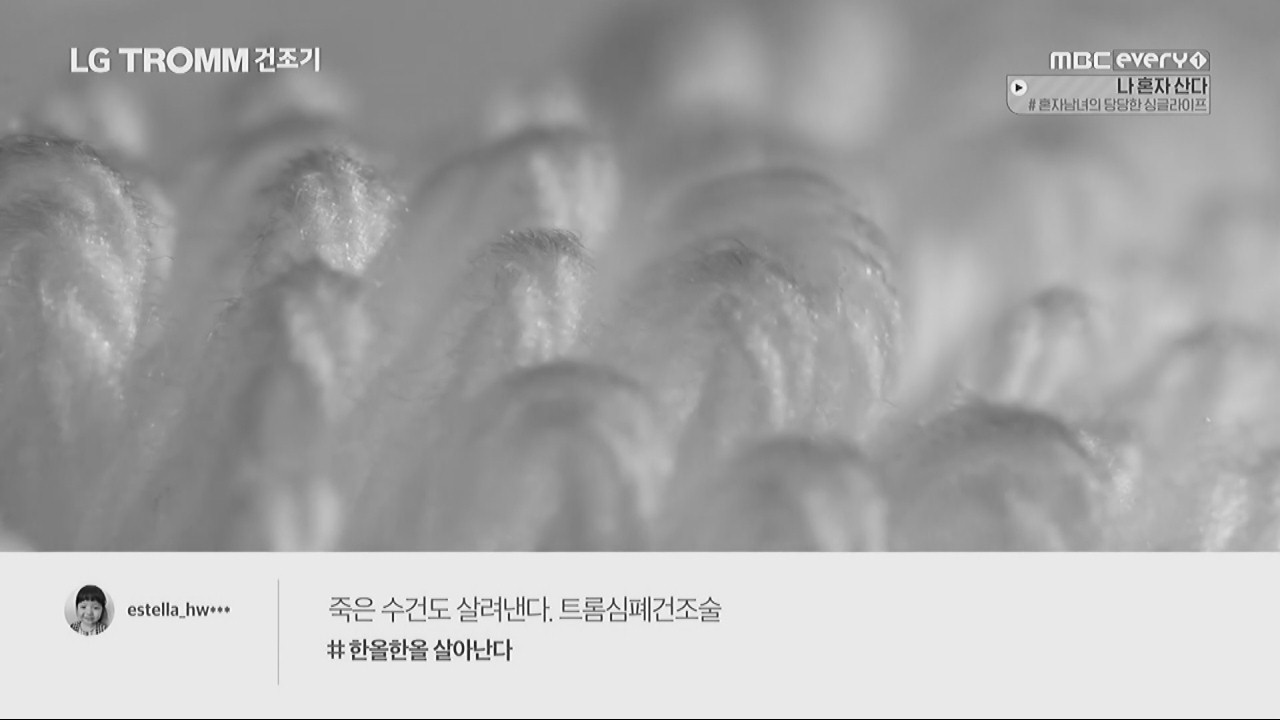 LG TROMM 건조기
MBC every1
나 혼자 산다
# 혼자남녀의 당당한 싱글라이프
estella_hw•••
죽은 수건도 살려낸다. 트롬심폐건조술
# 한올한올 살아난다